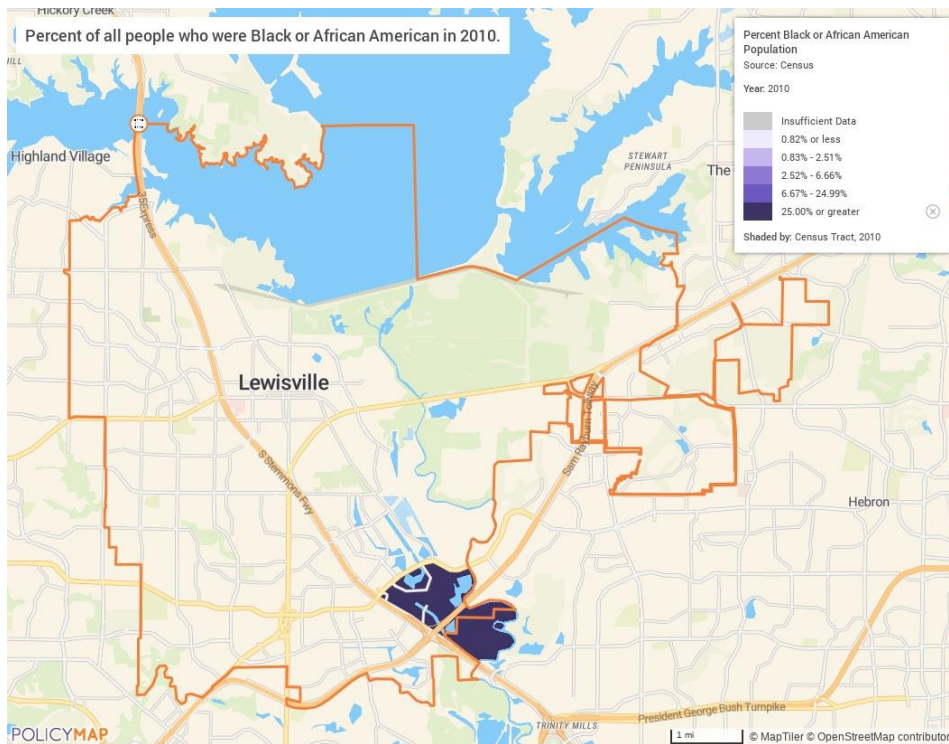 Hickory Creek
Percent of all people who were Black or African American in 2010.
HILL
Percent Black or African American
Population
Source: Census
Year: 2010
Insufficient Data
0.82% or less
0.83% - 2.51%
2.52% - 6.66%
6.67% - 24.99%
25.00% or greater
Shaded by: Census Tract, 2010
Highland Village
STEWART
PENINSULA
The
35Express
Lewisville
Sam Rayburn Tollway
S Stemmons Fwy
Hebron
TRINITY MILLS
President George Bush Turnpike
POLICYMAP
1 mi
© MapTiler © OpenStreetMap contributo